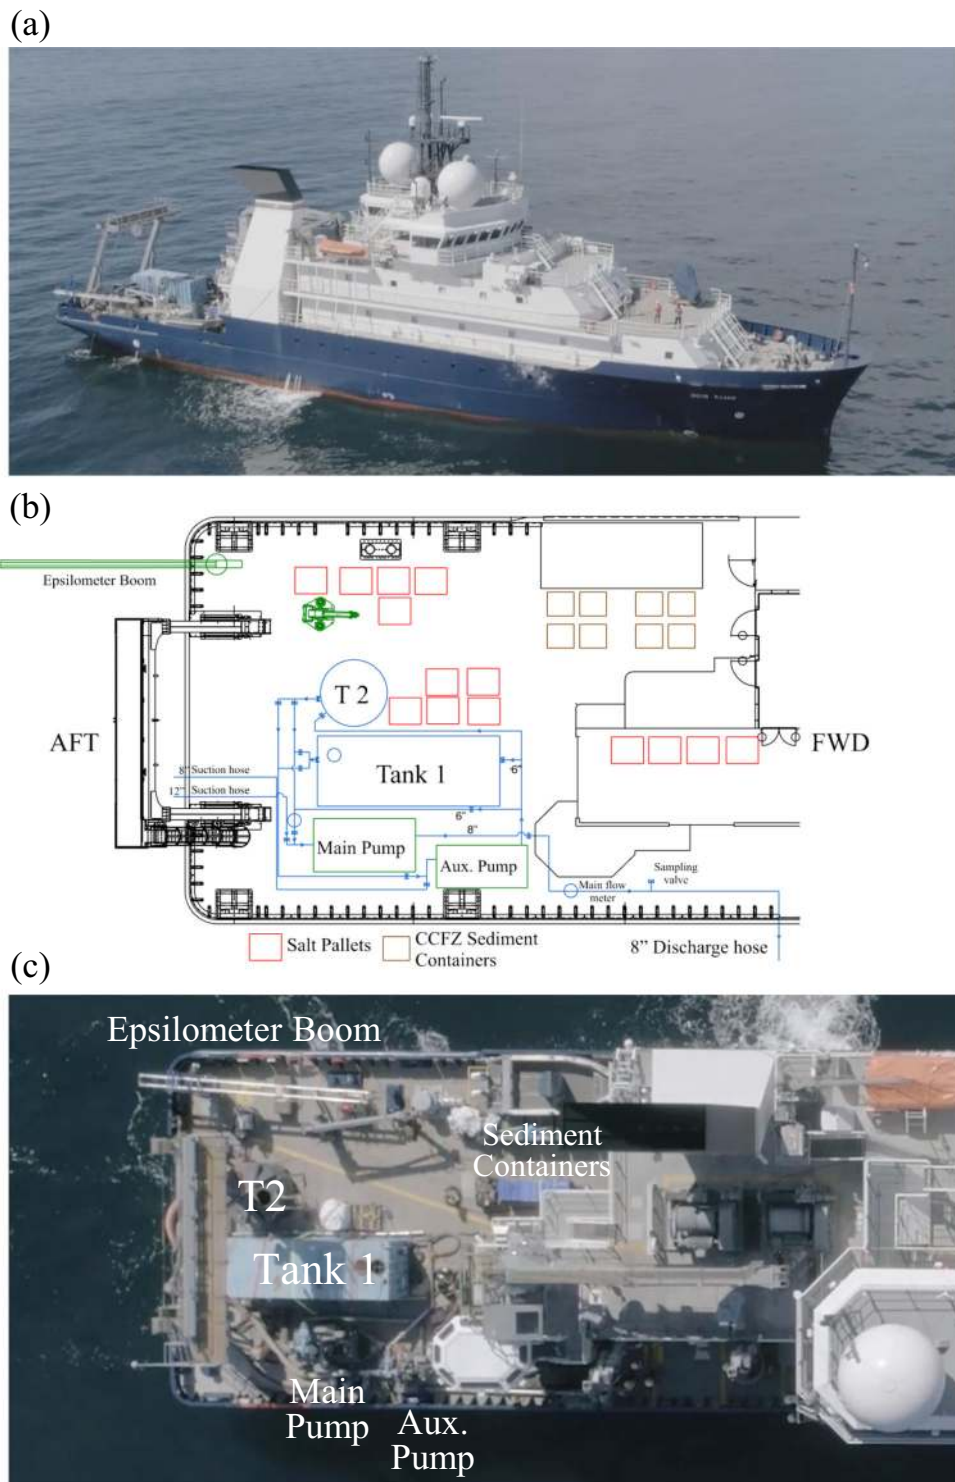 (a)
(b)
Epsilometer Boom
T 2
AFT
FWD
Tank 1
8" Suction hose
12" Suction hose
6"
6"
8"
Main Pump
Aux. Pump
Sampling
valve
Main flow
meter
Salt Pallets
CCFZ Sediment
Containers
8” Discharge hose
(c)
Epsilometer Boom
Sediment
Containers
T2
Tank 1
Main
Pump
Aux.
Pump